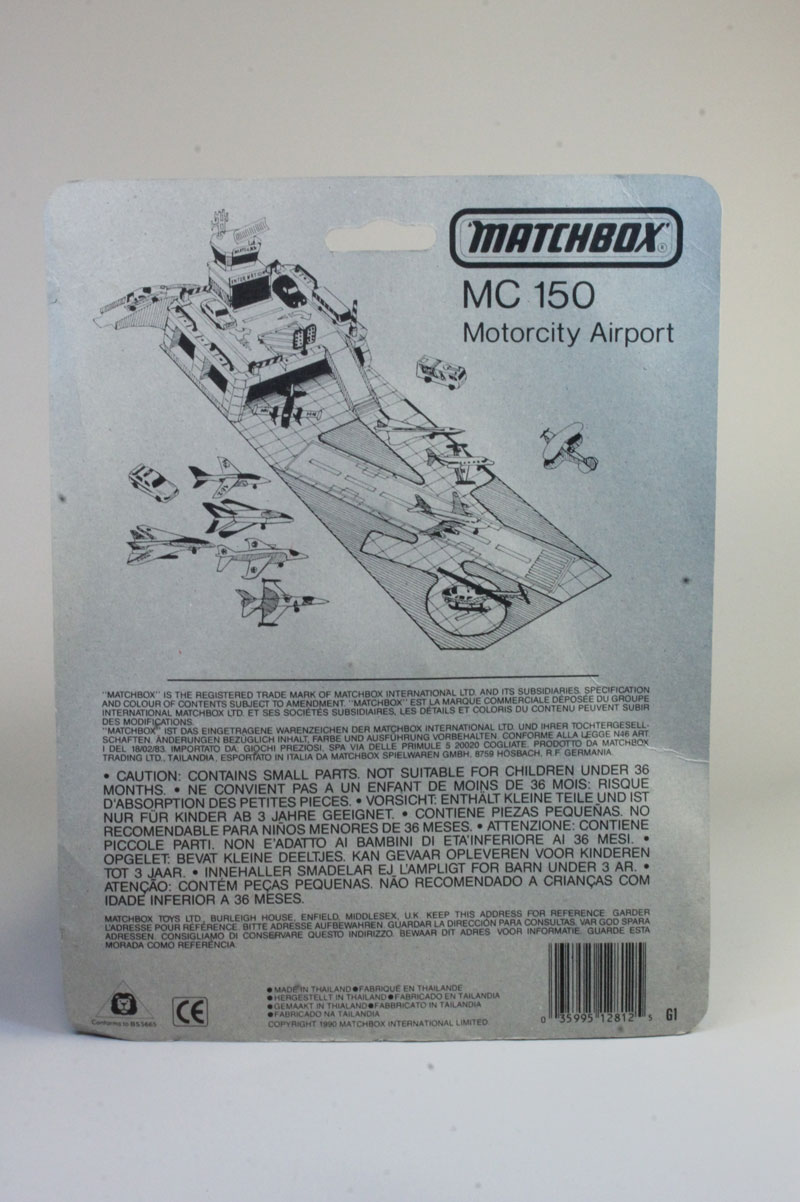 MATCHBOX®
MC 150
Motorcity Airport
"MATCHBOX" IS THE REGISTERED TRADE MARK OF MATCHBOX INTERNATIONAL LTD. AND ITS SUBSIDIARIES. SPECIFICATION
AND COLOUR OF CONTENTS SUBJECT TO AMENDMENT. "MATCHBOX" EST LA MARQUE COMMERCIALE DÉPOSÉE DU GROUPE
INTERNATIONAL MATCHBOX LTD. ET SES SOCIÉTÉS SUBSIDIAIRES, LES DÉTAILS ET COLORIS DU CONTENU PEUVENT SUBIR
DES MODIFICATIONS.
"MATCHBOX" IST DAS EINGETRAGENE WARENZEICHEN DER MATCHBOX INTERNATIONAL LTD. UND IHRER TOCHTERGESELL-
SCHAFTEN. ÄNDERUNGEN BEZÜGLICH INHALT, FARBE UND AUSFÜHRUNG VORBEHALTEN. CONFORME ALLA LEGGE N46 ART.
1 DEL 18/02/83. IMPORTATO DA. GIOCHI PREZIOSI, SPA VIA DELLE PRIMULE 5 20020 COGLIATE. PRODOTTO DA MATCHBOX
TRADING LTD., TAILANDIA. ESPORTATO IN ITALIA DA MATCHBOX SPIELWAREN GMBH, 8759 HOSBACH, R.F. GERMANIA.
• CAUTION: CONTAINS SMALL PARTS. NOT SUITABLE FOR CHILDREN UNDER 36
MONTHS. • NE CONVIENT PAS A UN ENFANT DE MOINS DE 36 MOIS: RISQUE
D'ABSORPTION DES PETITES PIECES. • VORSICHT: ENTHÄLT KLEINE TEILE UND IST
NUR FÜR KINDER AB 3 JAHRE GEEIGNET. • CONTIENE PIEZAS PEQUEÑAS. NO
RECOMENDABLE PARA NIÑOS MENORES DE 36 MESES. • ATTENZIONE: CONTIENE
PICCOLE PARTI. NON E'ADATTO AI BAMBINI DI ETA'INFERIORE AI 36 MESI. •
OPGELET: BEVAT KLEINE DEELTJES. KAN GEVAAR OPLEVEREN VOOR KINDEREN
TOT 3 JAAR. • INNEHALLER SMADELAR EJ LAMPLIGT FOR BARN UNDER 3 AR. •
ATENÇÃO: CONTÉM PEÇAS PEQUENAS. NÃO RECOMENDADO A CRIANÇAS COM
IDADE INFERIOR A 36 MESES.
MATCHBOX TOYS LTD., BURLEIGH HOUSE, ENFIELD, MIDDLESEX, U.K. KEEP THIS ADDRESS FOR REFERENCE. GARDER
L'ADRESSE POUR RÉFÉRENCE. BITTE ADRESSE AUFBEWAHREN. GUARDAR LA DIRECCIÓN PARA CONSULTAS. VAR GOD SPARA
ADRESSEN. CONSIGLIAMO DI CONSERVARE QUESTO INDIRIZZO. BEWAAR DIT ADRES VOOR INFORMATIE. GUARDE ESTA
MORADA COMO REFERÊNCIA
Conforms to BS5665
CE
● MADE IN THAILAND ● FABRIQUÉ EN THAILANDE
● HERGESTELLT IN THAILAND ● FABRICADO EN TAILANDIA
● GEMAAKT IN THIALAND ● FABBRICATO IN TAILANDIA
● FABRICADO NA TAILANDIA
COPYRIGHT 1990 MATCHBOX INTERNATIONAL LIMITED.
0 35995 12812 5 G1